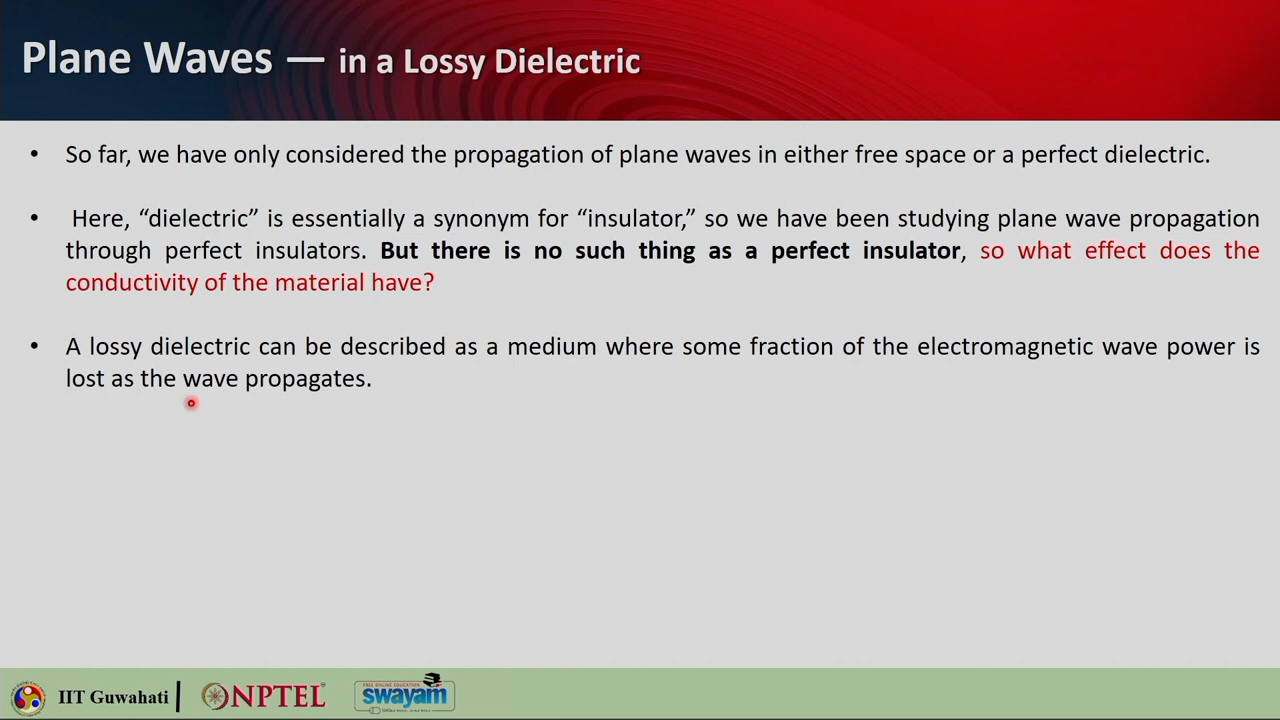 Plane Waves — in a Lossy Dielectric
• So far, we have only considered the propagation of plane waves in either free space or a perfect dielectric.
• Here, “dielectric” is essentially a synonym for “insulator,” so we have been studying plane wave propagation
through perfect insulators. But there is no such thing as a perfect insulator, so what effect does the
conductivity of the material have?
• A lossy dielectric can be described as a medium where some fraction of the electromagnetic wave power is
lost as the wave propagates.
IIT Guwahati
NPTEL
FREE ONLINE EDUCATION
swayam